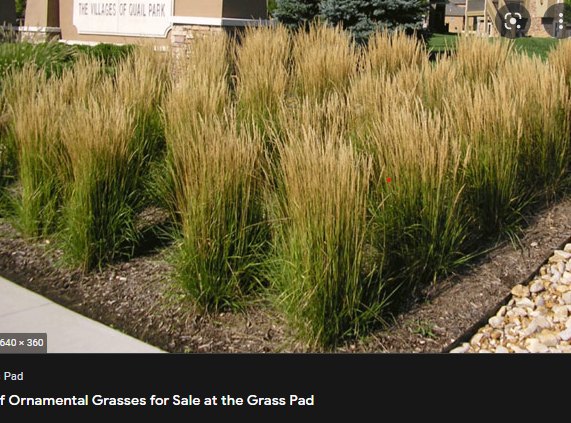 THE VILLAGES OF QUAIL PARK
640 × 360
Pad
f Ornamental Grasses for Sale at the Grass Pad